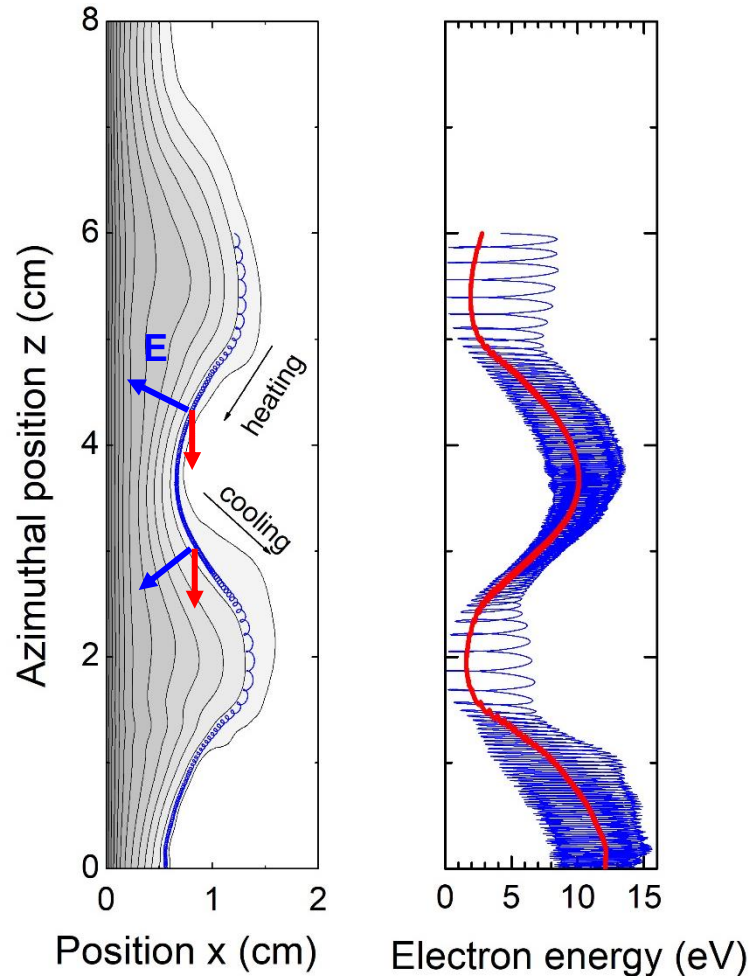 8
6
4
2
0
Azimuthal position z (cm)
E
heating
cooling
0
1
2
Position x (cm)
0
5
10
15
Electron energy (eV)